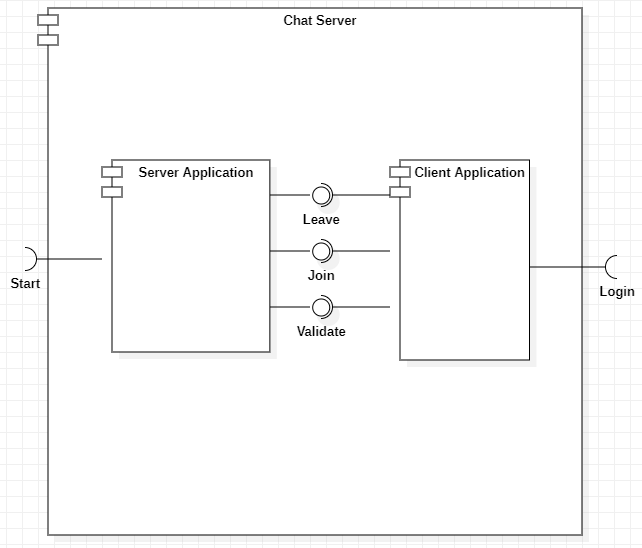 Chat Server
Server Application
Client Application
Leave
Join
Validate
Start
Login